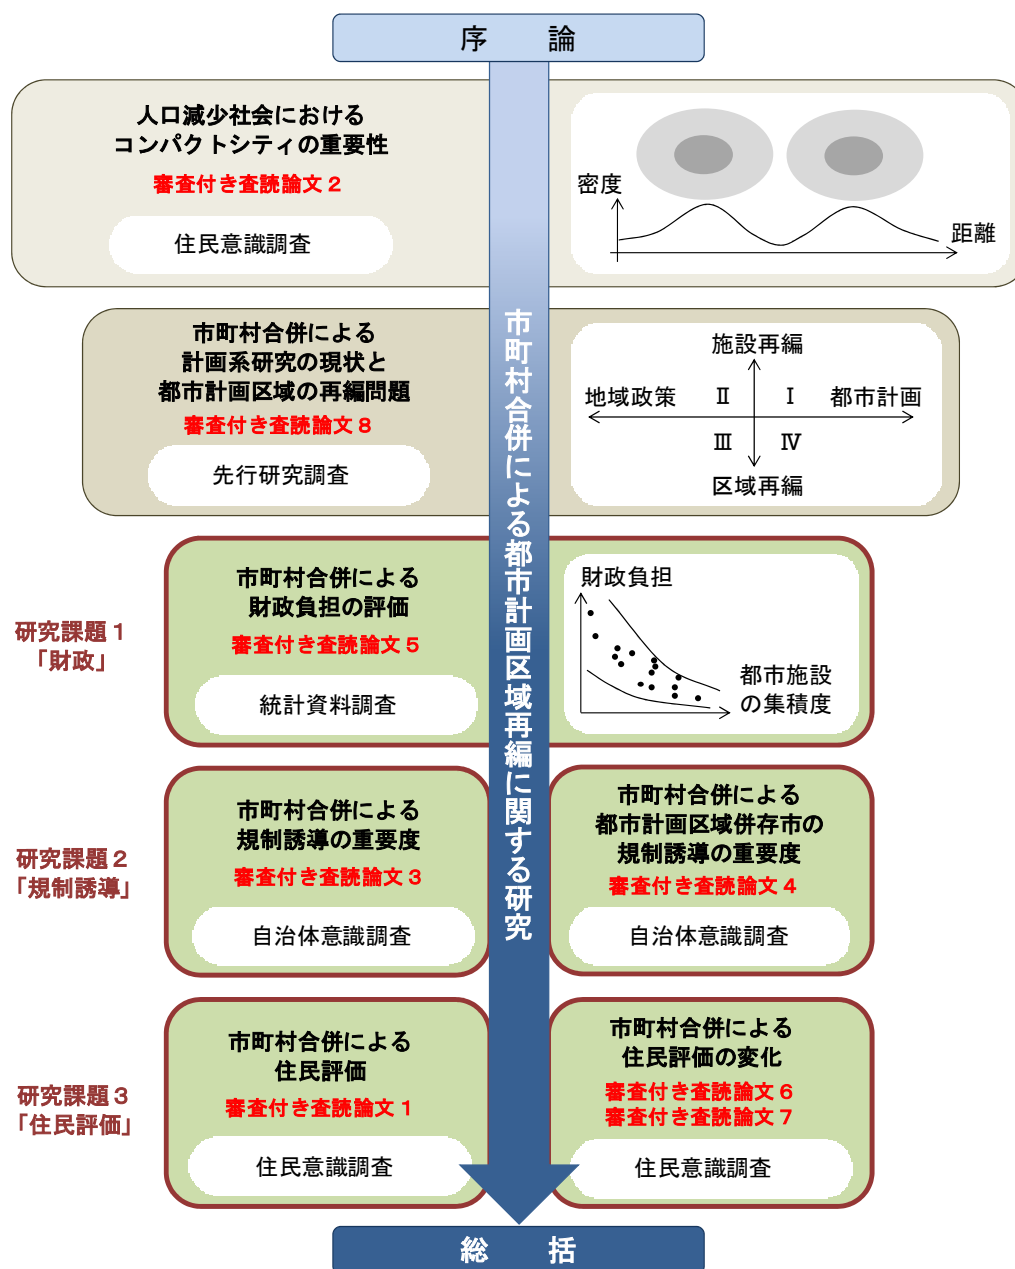 序　論
人口減少社会における
コンパクトシティの重要性
審査付き査読論文２
住民意識調査
密度
距離
市町村合併による
計画系研究の現状と
都市計画区域の再編問題
審査付き査読論文８
先行研究調査
施設再編
地域政策
Ⅱ
Ⅰ
都市計画
Ⅲ
Ⅳ
区域再編
市町村合併による都市計画区域再編に関する研究
研究課題１
「財政」
市町村合併による
財政負担の評価
審査付き査読論文５
統計資料調査
財政負担
都市施設
の集積度
研究課題２
「規制誘導」
市町村合併による
規制誘導の重要度
審査付き査読論文３
自治体意識調査
市町村合併による
都市計画区域併存市の
規制誘導の重要度
審査付き査読論文４
自治体意識調査
研究課題３
「住民評価」
市町村合併による
住民評価
審査付き査読論文１
住民意識調査
市町村合併による
住民評価の変化
審査付き査読論文６
審査付き査読論文７
住民意識調査
総　括